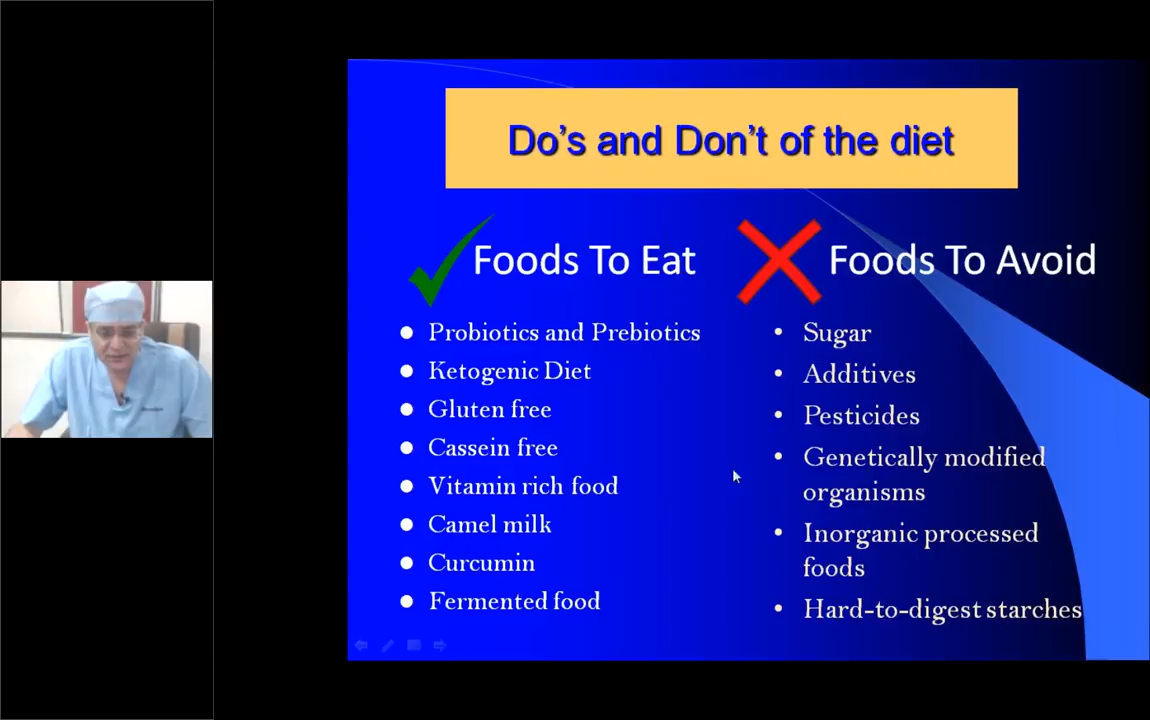 Do's and Don't of the diet
Foods To Eat
Probiotics and Prebiotics
Ketogenic Diet
Gluten free
Cassein free
Vitamin rich food
Camel milk
Curcumin
Fermented food
Foods To Avoid
Sugar
Additives
Pesticides
Genetically modified
organisms
Inorganic processed
foods
Hard-to-digest starches